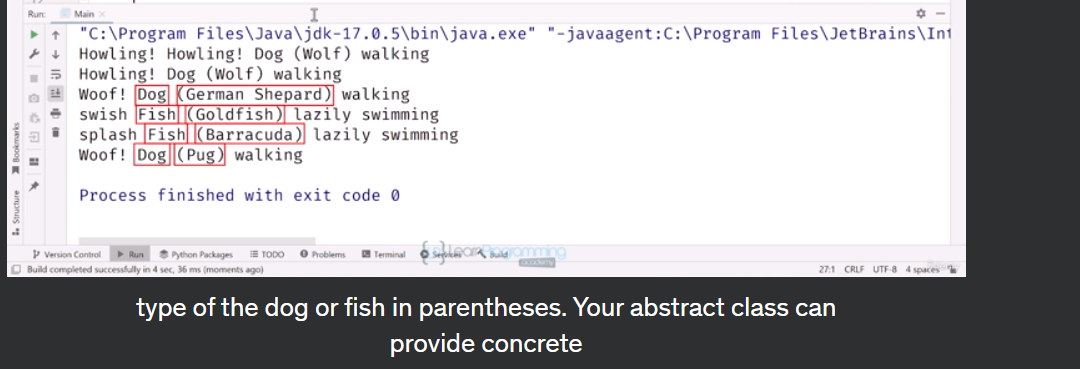 Run: Main
"C:\Program Files\Java\jdk-17.0.5\bin\java.exe" "-javaagent:C:\Program Files\JetBrains\Int
Howling! Howling! Dog (Wolf) walking
Howling! Dog (Wolf) walking
Woof! Dog (German Shepard) walking
swish Fish (Goldfish) lazily swimming
splash Fish (Barracuda) lazily swimming
Woof! Dog (Pug) walking
Process finished with exit code 0
Bookmarks
Structure
Version Control Run Python Packages TODO Problems Terminal Services Build
LearnProgramming
academy
Build completed successfully in 4 sec, 36 ms (moments ago) 27:1 CRLF UTF-8 4 spaces
type of the dog or fish in parentheses. Your abstract class can
provide concrete